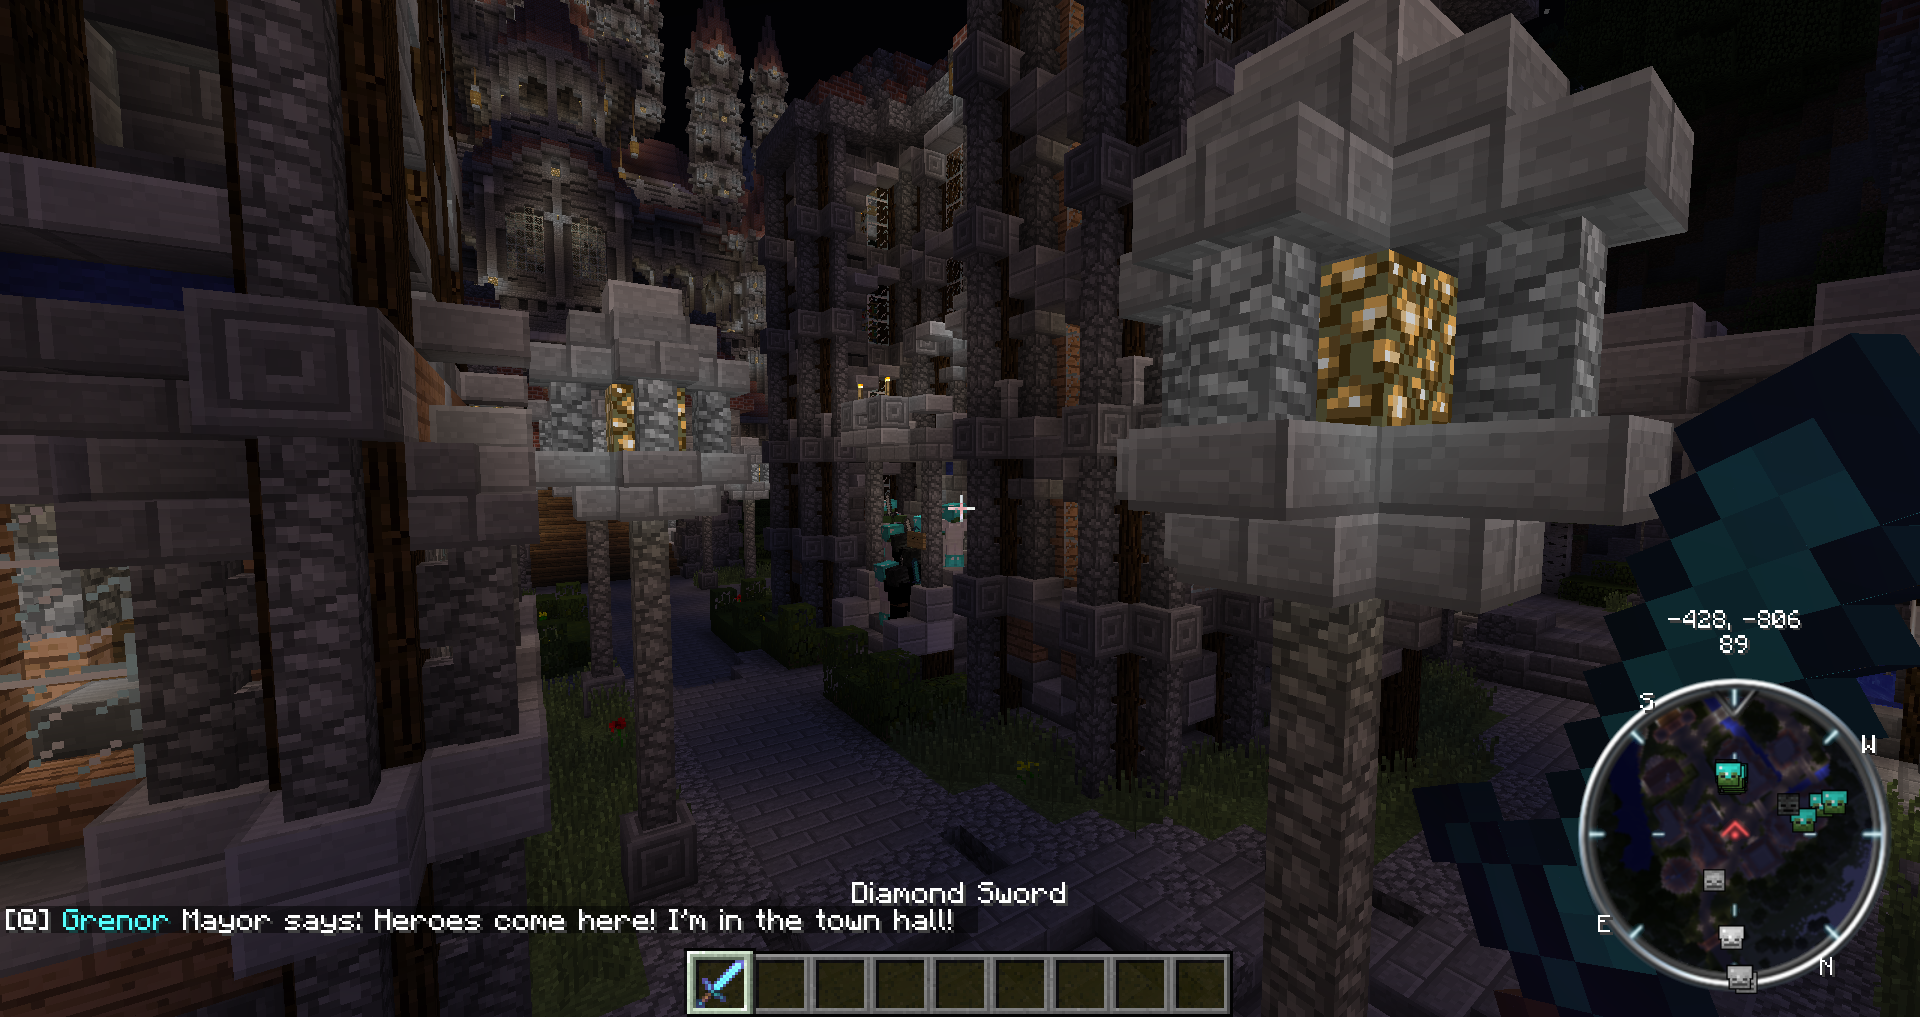 -428, -806
89
S
W
E
N
Diamond Sword
[@] Grenor Mayor says: Heroes come here! I'm in the town hall!